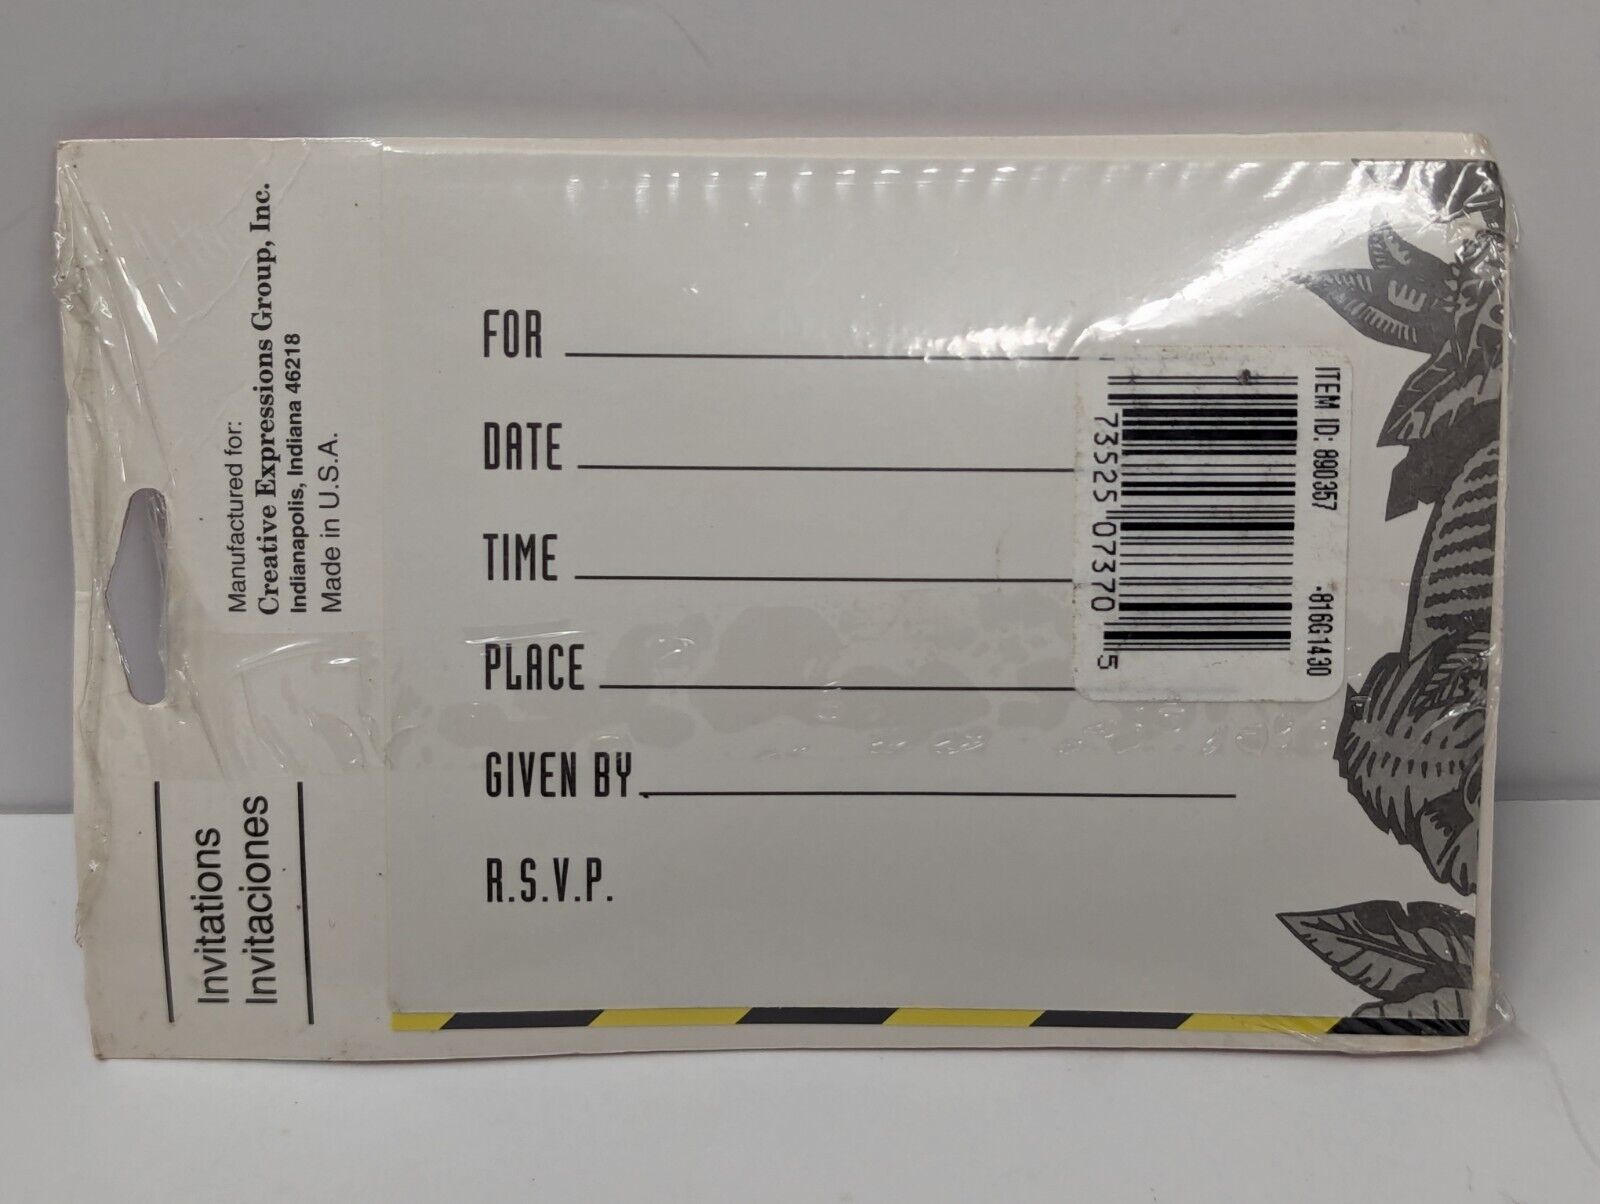 Manufactured for:
Creative Expressions Group, Inc.
Indianapolis, Indiana 46218
Made in U.S.A.
Invitations
Invitaciones
FOR
DATE
TIME
PLACE
GIVEN BY
R.S.V.P.
ITEM ID: 890357 -816G1430
73525 07370 5